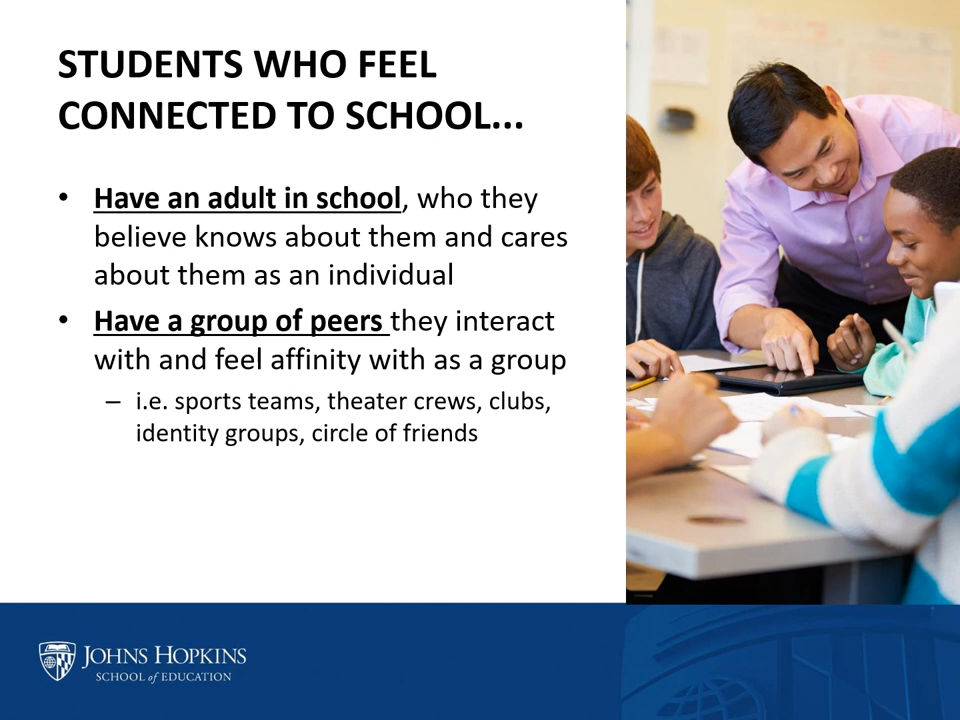 STUDENTS WHO FEEL
CONNECTED TO SCHOOL...
• Have an adult in school, who they
believe knows about them and cares
about them as an individual
• Have a group of peers they interact
with and feel affinity with as a group
– i.e. sports teams, theater crews, clubs,
identity groups, circle of friends
JOHNS HOPKINS
SCHOOL of EDUCATION